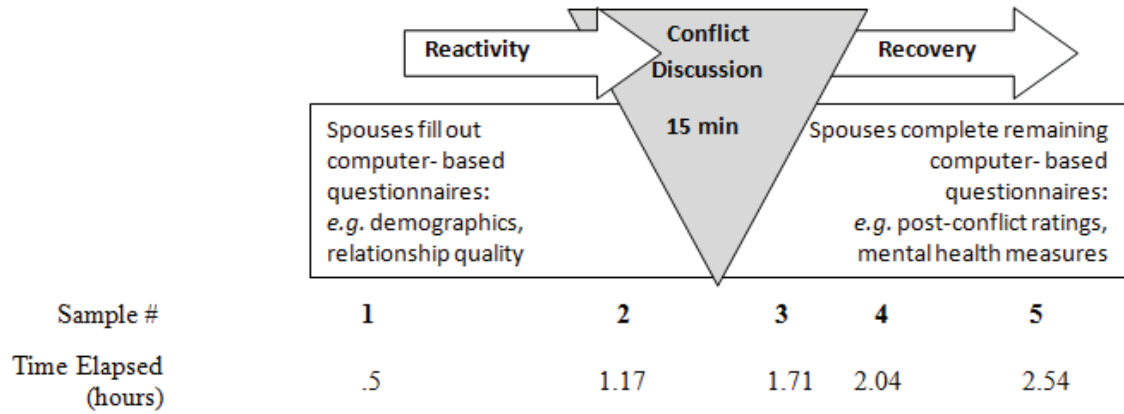 Reactivity
Conflict
Discussion
15 min
Recovery
Spouses fill out
computer- based
questionnaires:
e.g. demographics,
relationship quality
Spouses complete remaining
computer- based
questionnaires:
e.g. post-conflict ratings,
mental health measures
Sample # 1 2 3 4 5
Time Elapsed
(hours) .5 1.17 1.71 2.04 2.54